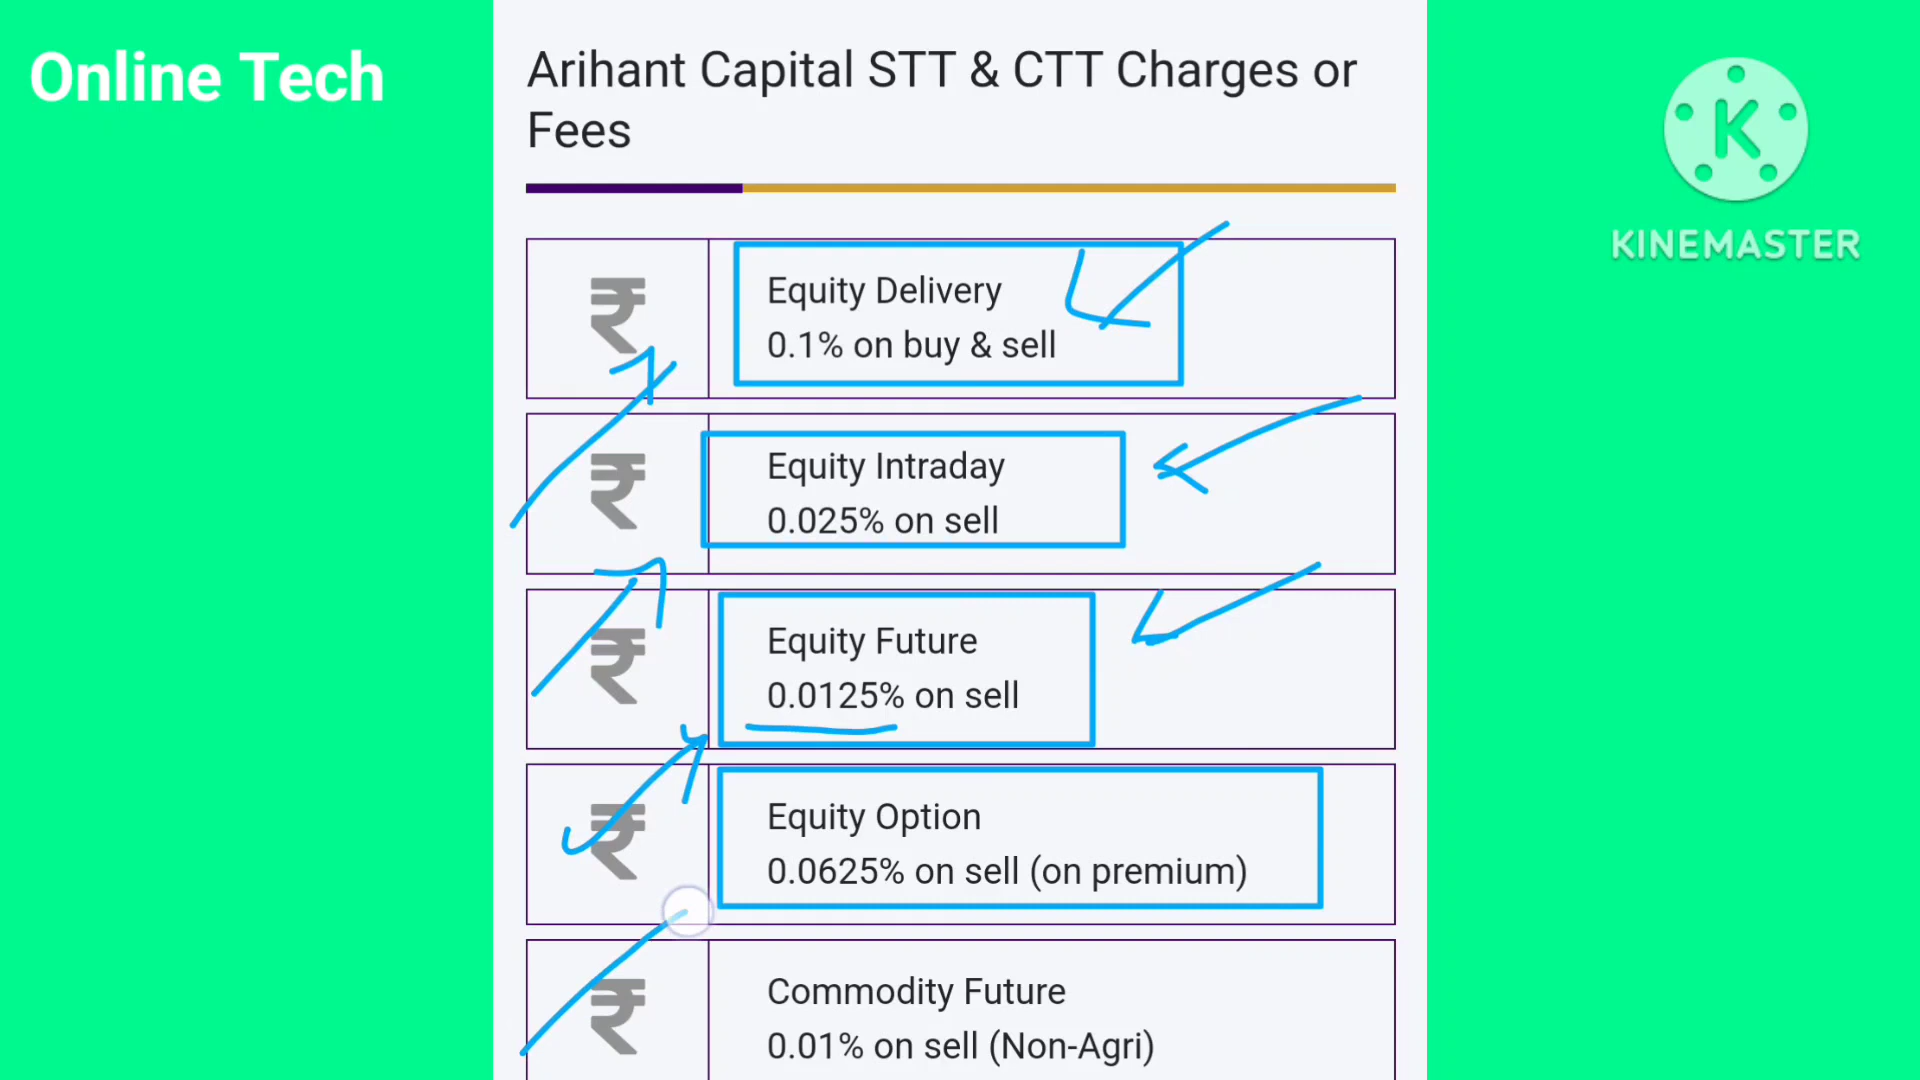 Online Tech
Arihant Capital STT & CTT Charges or
Fees
K
KINEMASTER
₹
Equity Delivery
0.1% on buy & sell
₹
Equity Intraday
0.025% on sell
₹
Equity Future
0.0125% on sell
₹
Equity Option
0.0625% on sell (on premium)
₹
Commodity Future
0.01% on sell (Non-Agri)